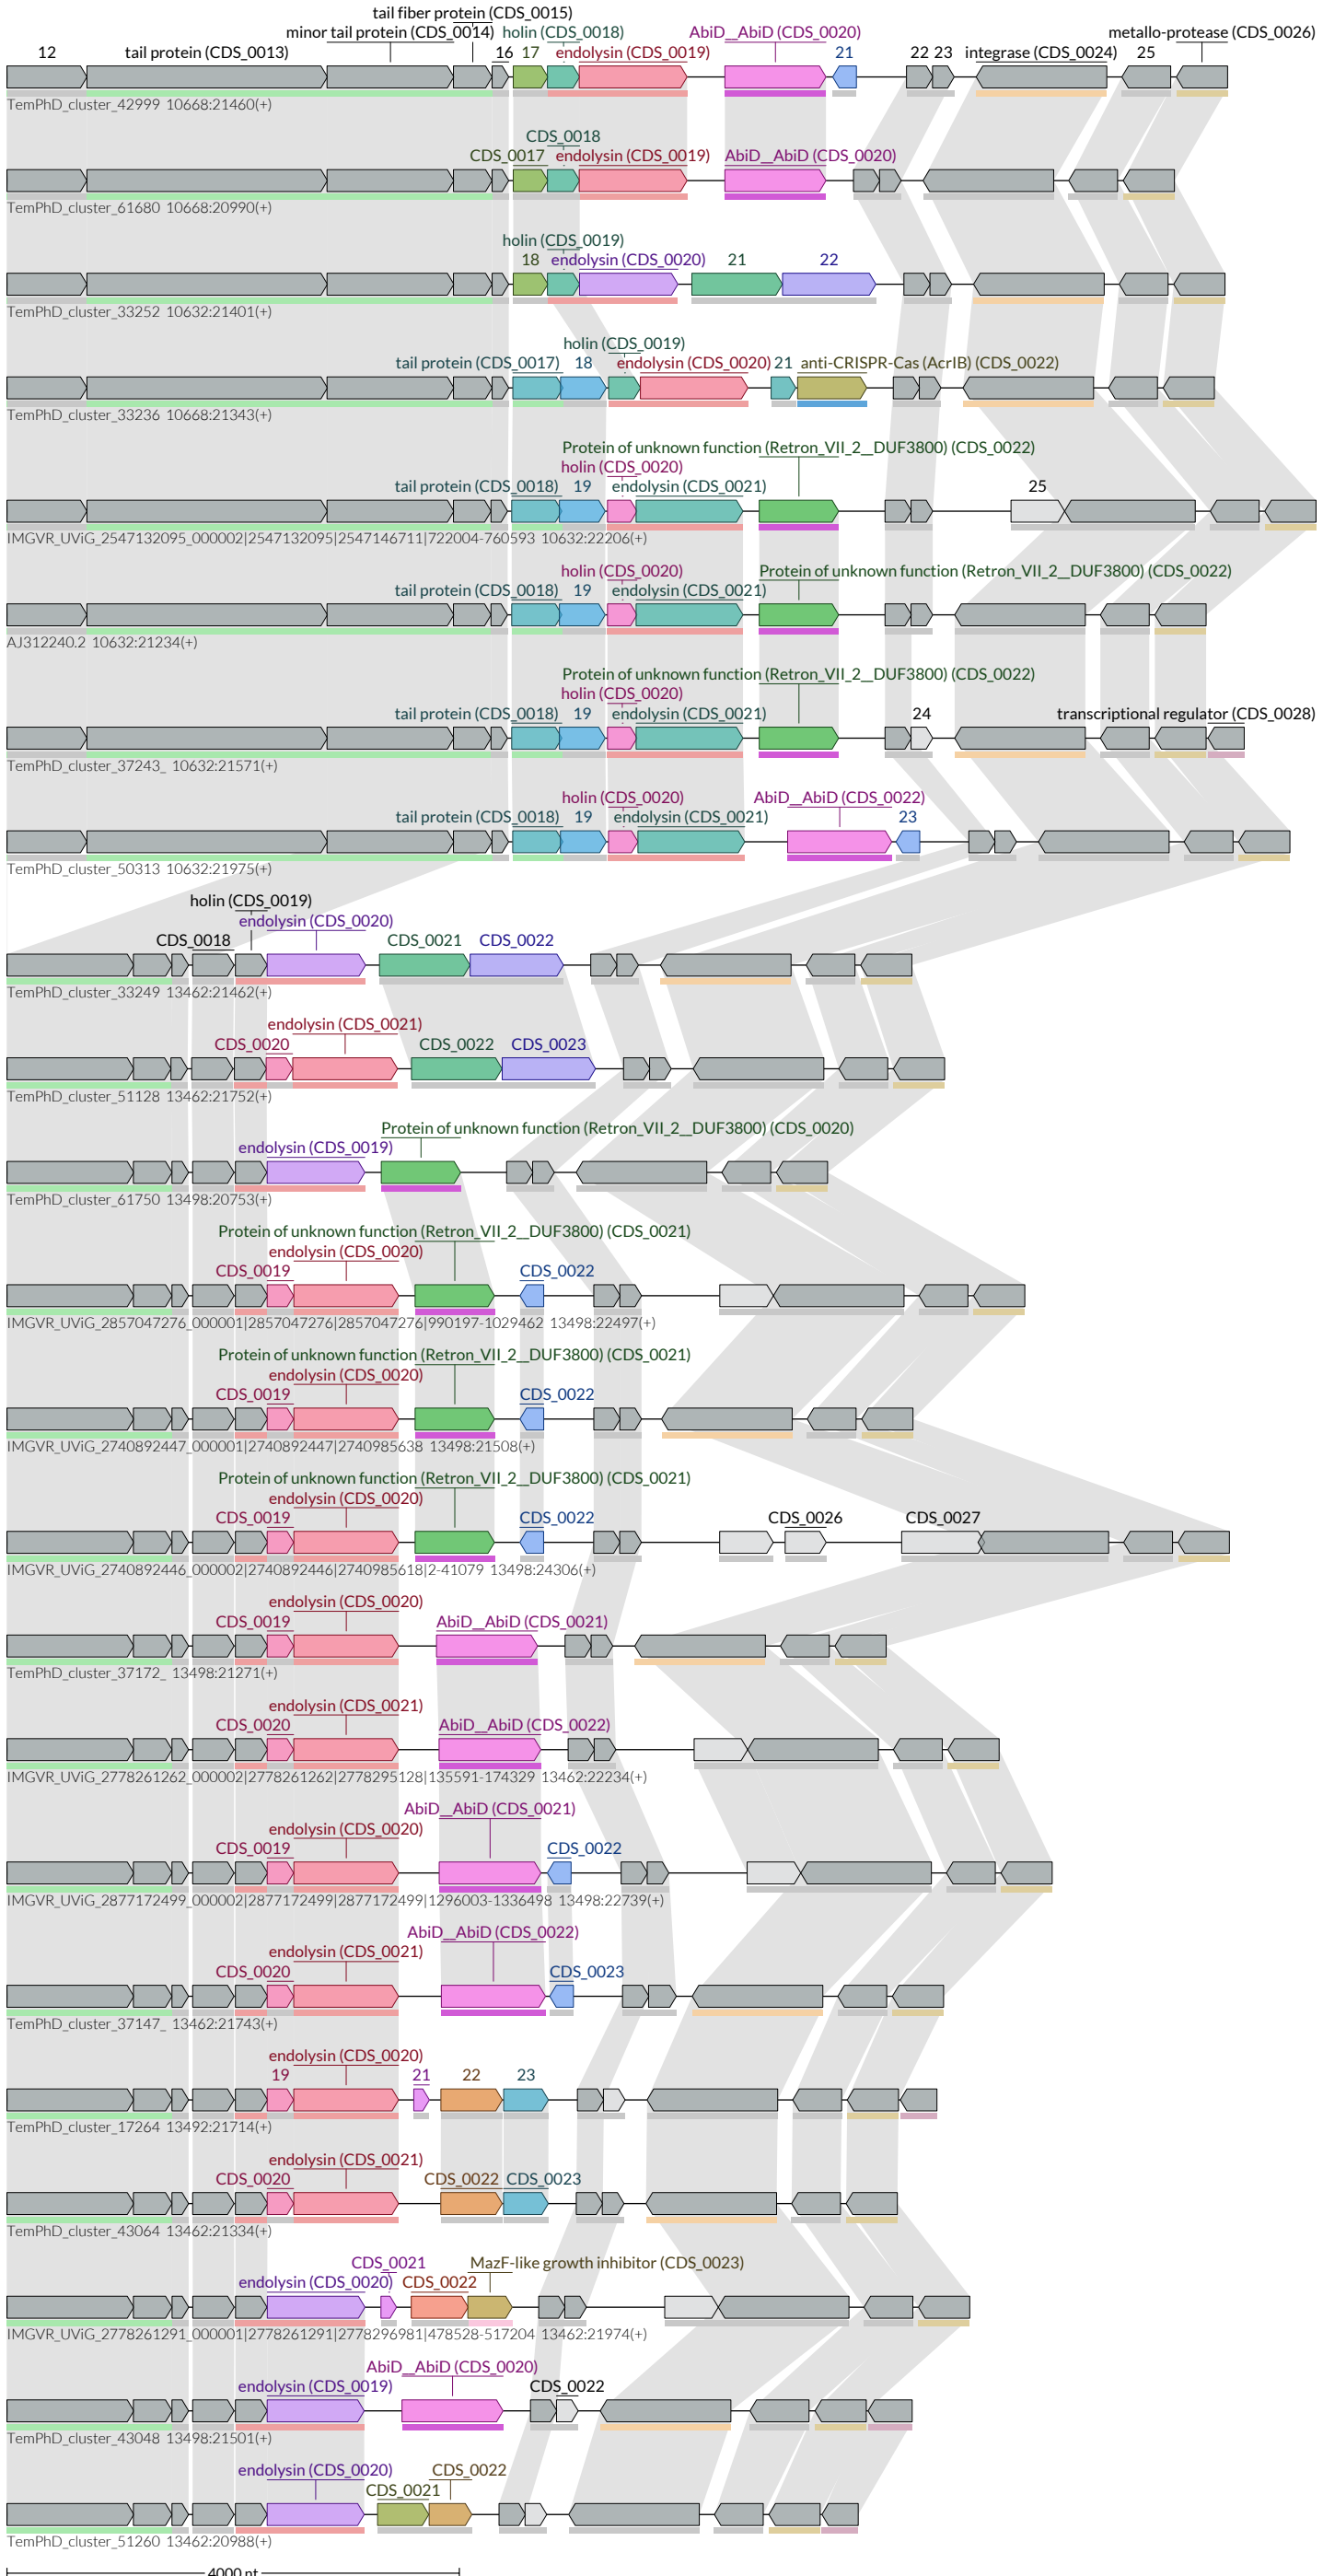 tail fiber protein (CDS_0015)
minor tail protein (CDS_0014) holin (CDS_0018) AbiD__AbiD (CDS_0020) metallo-protease (CDS_0026)
12 tail protein (CDS_0013) 16 17 endolysin (CDS_0019) 21 22 23 integrase (CDS_0024) 25
TemPhD_cluster_42999 10668:21460(+)
CDS_0018
CDS_0017 endolysin (CDS_0019) AbiD__AbiD (CDS_0020)
TemPhD_cluster_61680 10668:20990(+)
holin (CDS_0019)
18 endolysin (CDS_0020) 21 22
TemPhD_cluster_33252 10632:21401(+)
holin (CDS_0019)
tail protein (CDS_0017) 18 endolysin (CDS_0020) 21 anti-CRISPR-Cas (AcrIB) (CDS_0022)
TemPhD_cluster_33236 10668:21343(+)
Protein of unknown function (Retron_VII_2__DUF3800) (CDS_0022)
holin (CDS_0020)
tail protein (CDS_0018) 19 endolysin (CDS_0021) 25
IMGVR_UViG_2547132095_000002|2547132095|2547146711|722004-760593 10632:22206(+)
holin (CDS_0020) Protein of unknown function (Retron_VII_2__DUF3800) (CDS_0022)
tail protein (CDS_0018) 19 endolysin (CDS_0021)
AJ312240.2 10632:21234(+)
Protein of unknown function (Retron_VII_2__DUF3800) (CDS_0022)
holin (CDS_0020)
tail protein (CDS_0018) 19 endolysin (CDS_0021) 24 transcriptional regulator (CDS_0028)
TemPhD_cluster_37243_ 10632:21571(+)
holin (CDS_0020) AbiD__AbiD (CDS_0022)
tail protein (CDS_0018) 19 endolysin (CDS_0021) 23
TemPhD_cluster_50313 10632:21975(+)
holin (CDS_0019)
endolysin (CDS_0020)
CDS_0018 CDS_0021 CDS_0022
TemPhD_cluster_33249 13462:21462(+)
endolysin (CDS_0021)
CDS_0020 CDS_0022 CDS_0023
TemPhD_cluster_51128 13462:21752(+)
Protein of unknown function (Retron_VII_2__DUF3800) (CDS_0020)
endolysin (CDS_0019)
TemPhD_cluster_61750 13498:20753(+)
Protein of unknown function (Retron_VII_2__DUF3800) (CDS_0021)
endolysin (CDS_0020)
CDS_0019 CDS_0022
IMGVR_UViG_2857047276_000001|2857047276|2857047276|990197-1029462 13498:22497(+)
Protein of unknown function (Retron_VII_2__DUF3800) (CDS_0021)
endolysin (CDS_0020)
CDS_0019 CDS_0022
IMGVR_UViG_2740892447_000001|2740892447|2740985638 13498:21508(+)
Protein of unknown function (Retron_VII_2__DUF3800) (CDS_0021)
endolysin (CDS_0020)
CDS_0019 CDS_0022 CDS_0026 CDS_0027
IMGVR_UViG_2740892446_000002|2740892446|2740985618|2-41079 13498:24306(+)
endolysin (CDS_0020)
CDS_0019 AbiD__AbiD (CDS_0021)
TemPhD_cluster_37172_ 13498:21271(+)
endolysin (CDS_0021)
CDS_0020 AbiD__AbiD (CDS_0022)
IMGVR_UViG_2778261262_000002|2778261262|2778295128|135591-174329 13462:22234(+)
AbiD__AbiD (CDS_0021)
endolysin (CDS_0020)
CDS_0019 CDS_0022
IMGVR_UViG_2877172499_000002|2877172499|2877172499|1296003-1336498 13498:22739(+)
AbiD__AbiD (CDS_0022)
endolysin (CDS_0021)
CDS_0020 CDS_0023
TemPhD_cluster_37147_ 13462:21743(+)
endolysin (CDS_0020)
19 21 22 23
TemPhD_cluster_17264 13492:21714(+)
endolysin (CDS_0021)
CDS_0020 CDS_0022 CDS_0023
TemPhD_cluster_43064 13462:21334(+)
CDS_0021 MazF-like growth inhibitor (CDS_0023)
endolysin (CDS_0020) CDS_0022
IMGVR_UViG_2778261291_000001|2778261291|2778296981|478528-517204 13462:21974(+)
AbiD__AbiD (CDS_0020)
endolysin (CDS_0019) CDS_0022
TemPhD_cluster_43048 13498:21501(+)
endolysin (CDS_0020) CDS_0022
CDS_0021
TemPhD_cluster_51260 13462:20988(+)
4000 nt